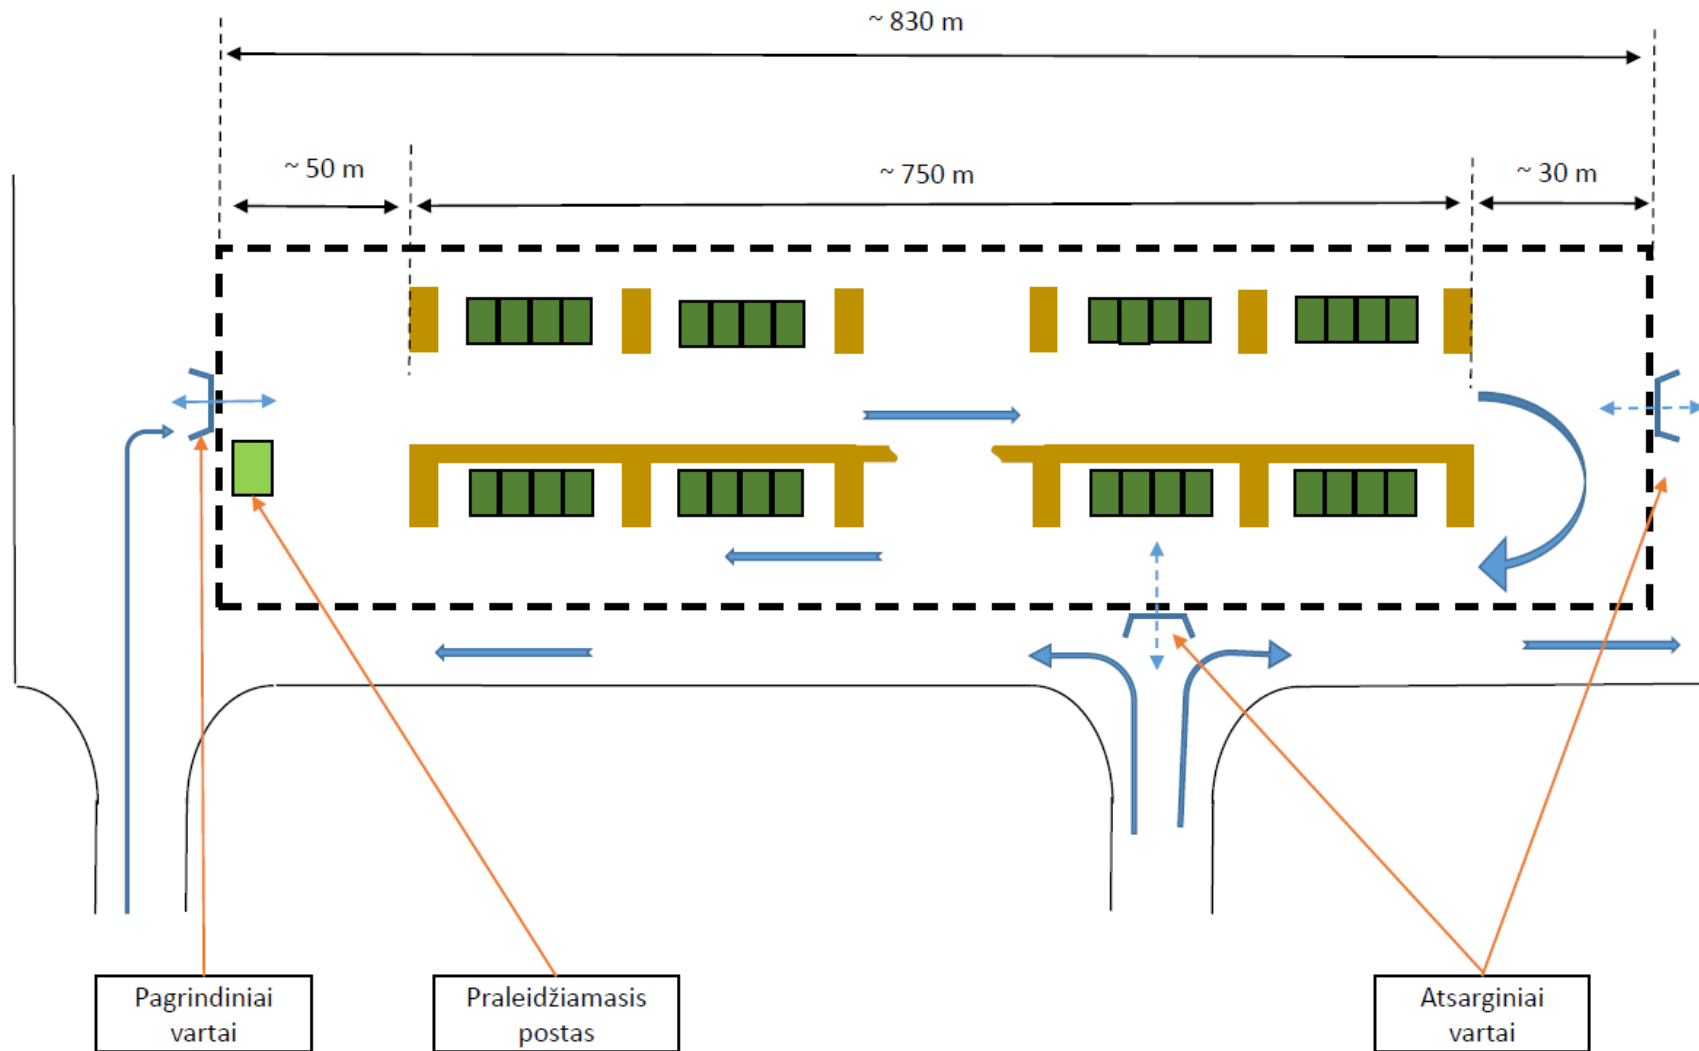 ~ 830 m
~ 50 m
~ 750 m
~ 30 m
Pagrindiniai
vartai
Praleidžiamasis
postas
Atsarginiai
vartai